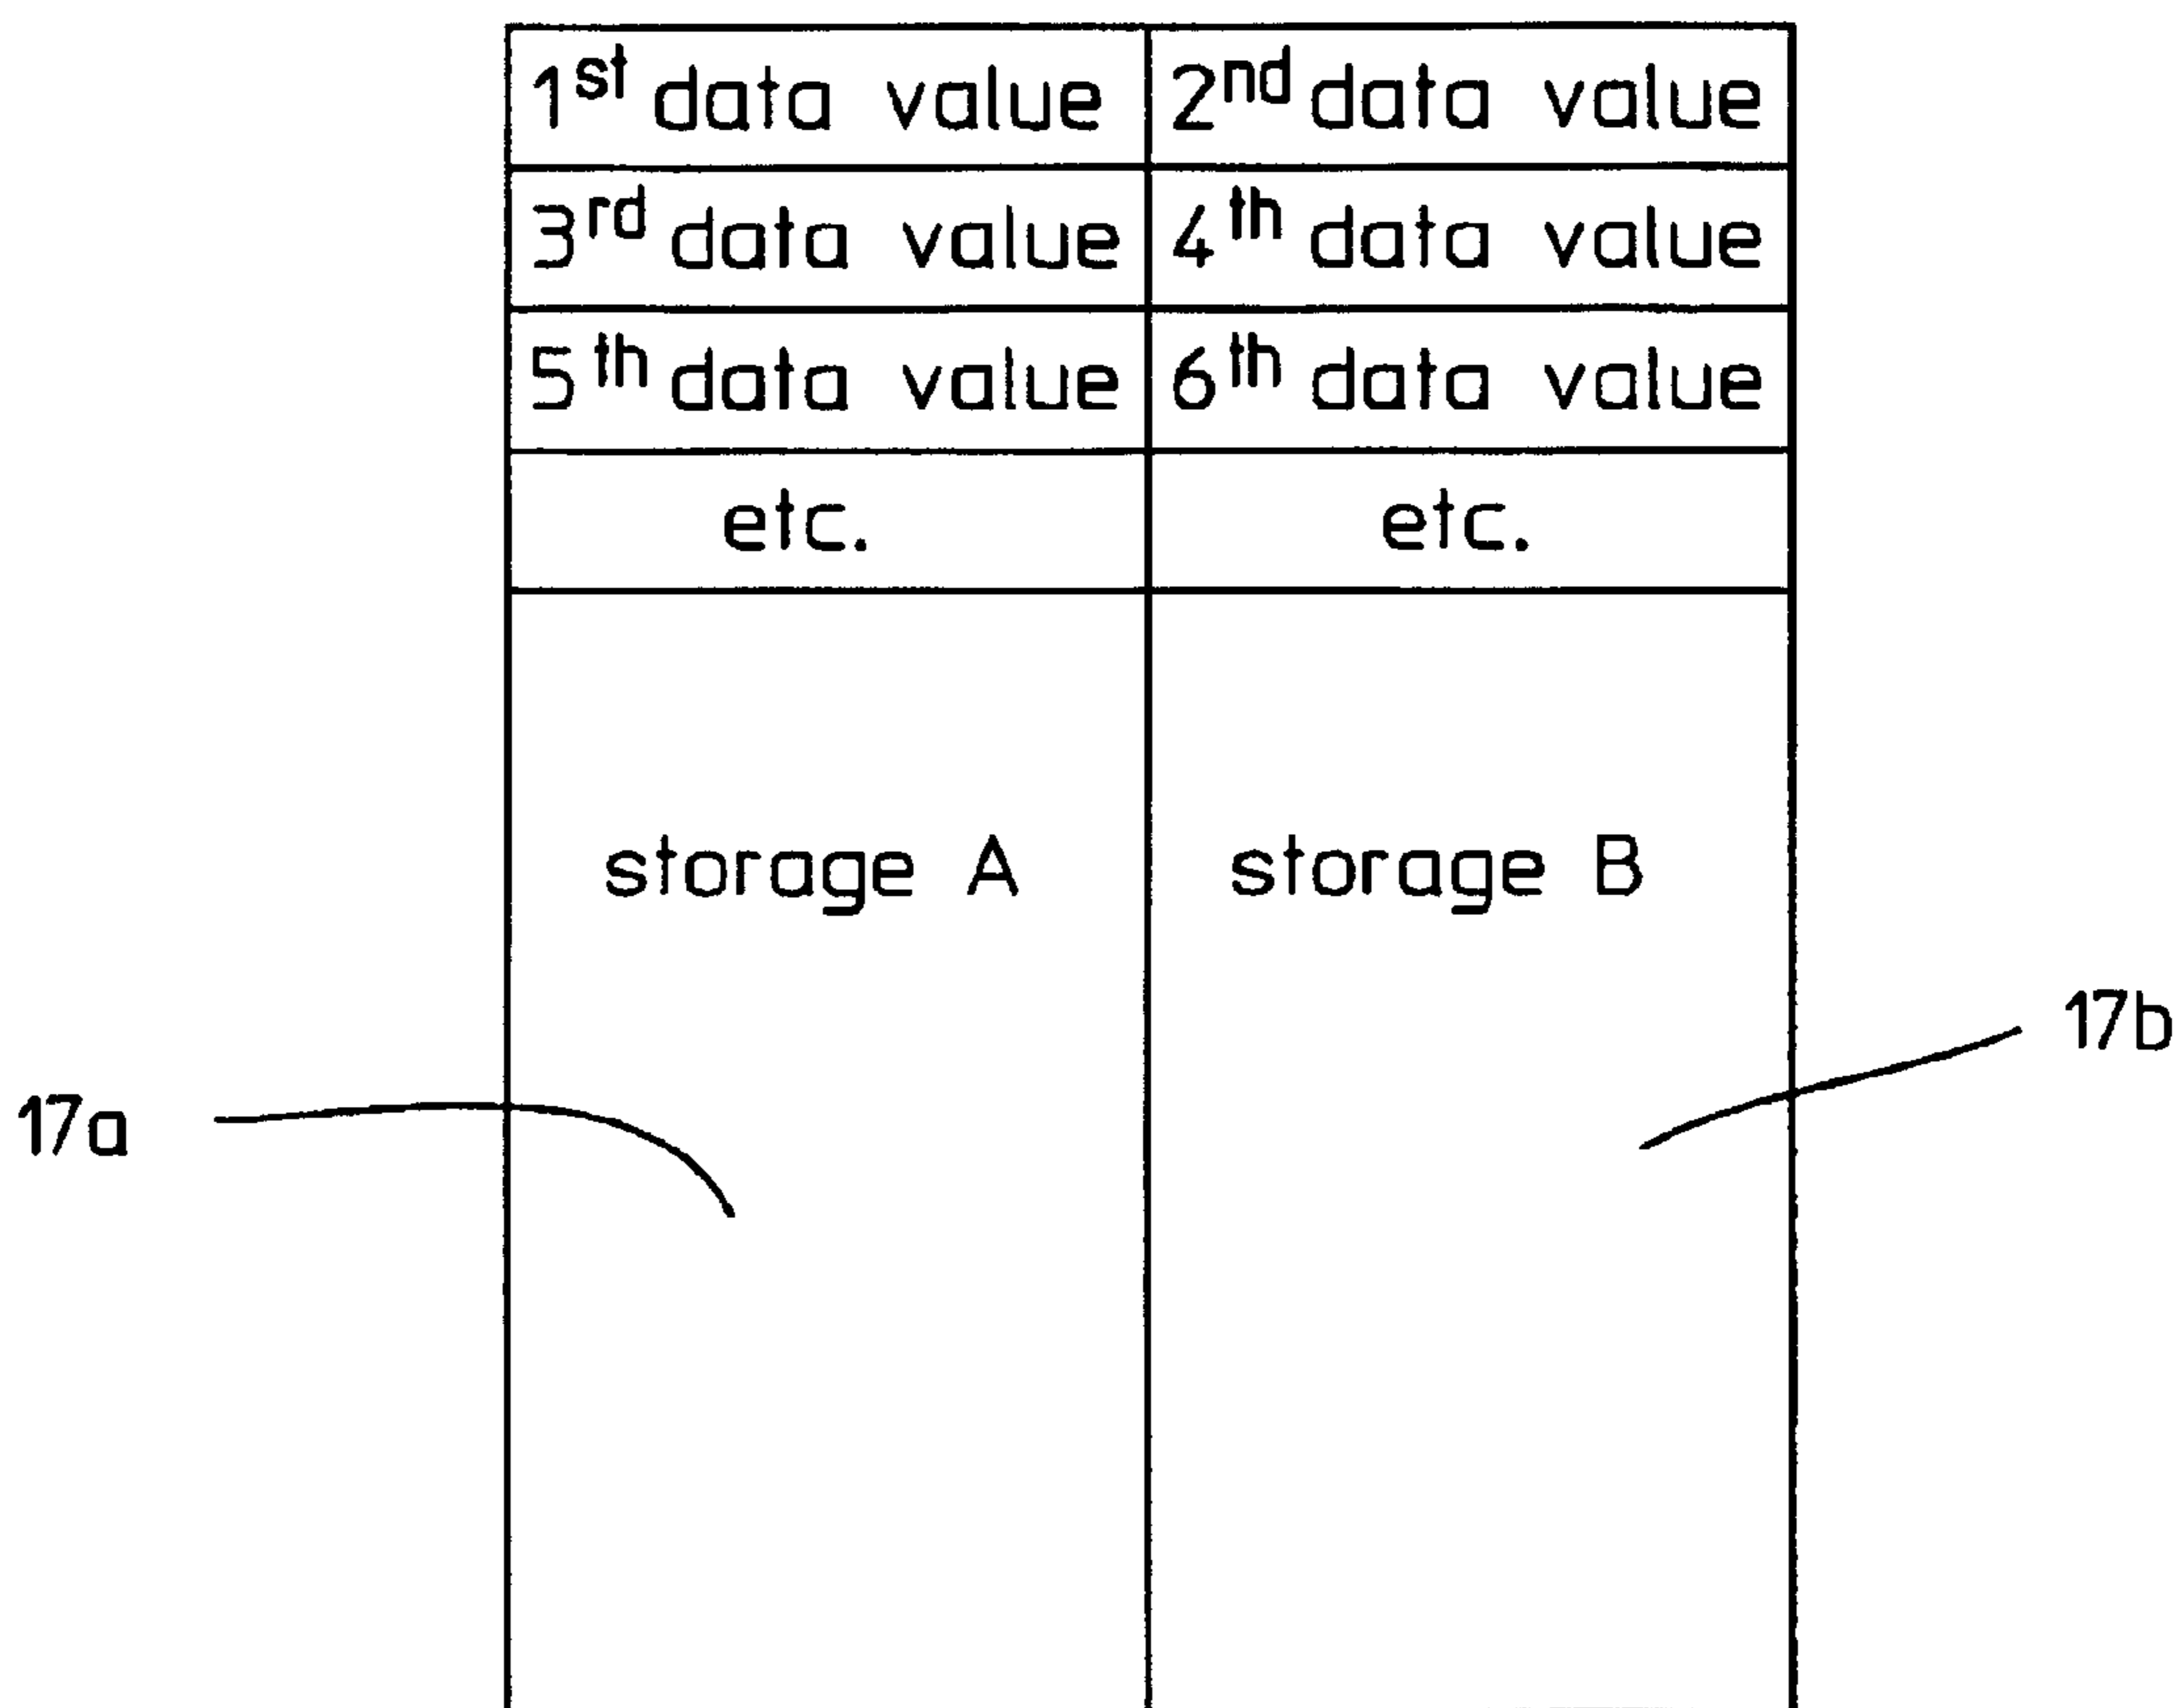 1st data value 2nd data value
3rd data value 4th data value
5th data value 6th data value
etc. etc.
storage A storage B
17b
17a